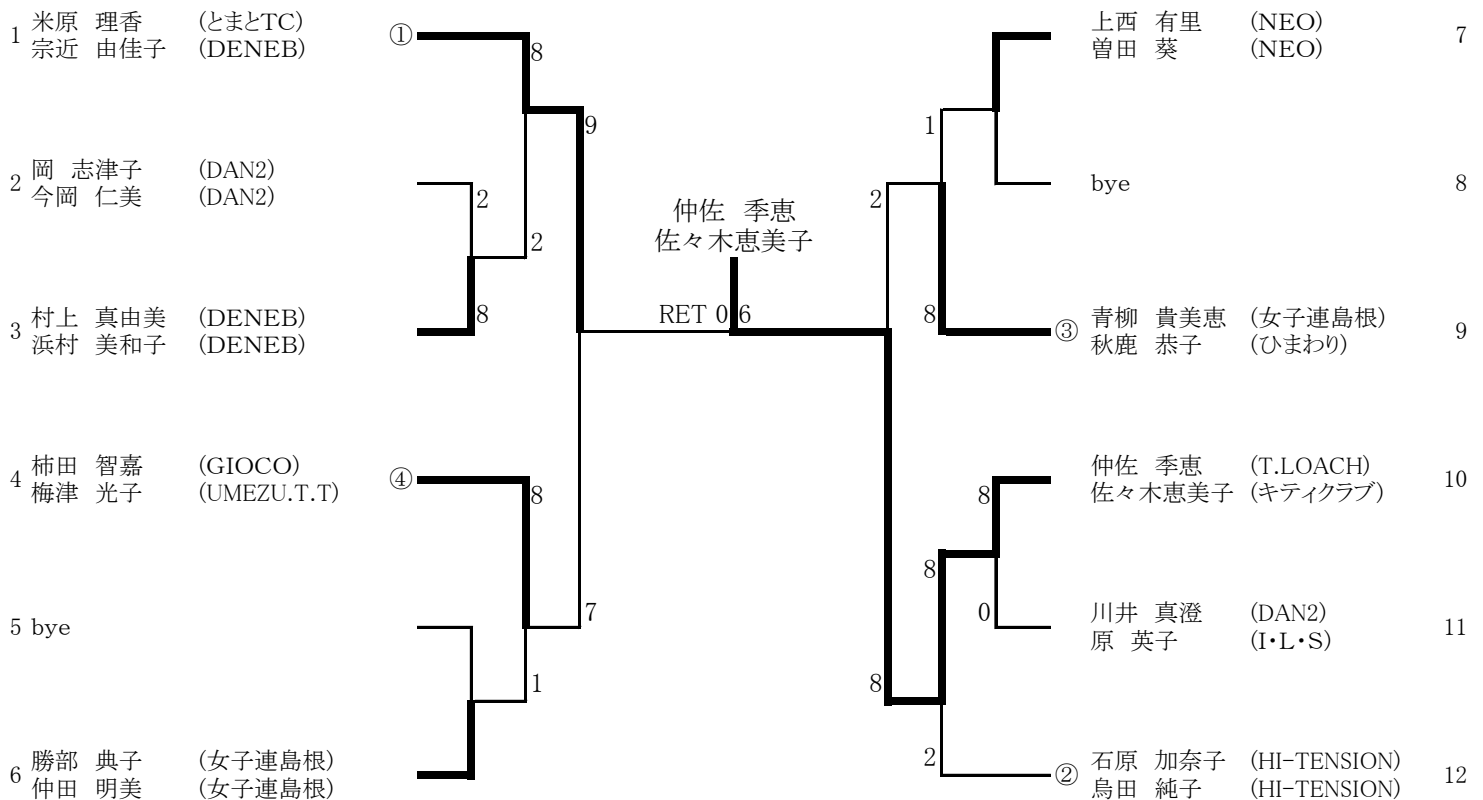 1 米原 理香 (とまとTC) ①
宗近 由佳子 (DENEB)
8
9
2 岡 志津子 (DAN2)
今岡 仁美 (DAN2)
2
2
3 村上 真由美 (DENEB)
浜村 美和子 (DENEB)
8
4 柿田 智嘉 (GIOCO) ④
梅津 光子 (UMEZU.T.T)
8
7
5 bye
1
6 勝部 典子 (女子連島根)
仲田 明美 (女子連島根)
仲佐 季恵
佐々木恵美子
RET 0 6
上西 有里 (NEO) 7
曽田 葵 (NEO)
1
2
bye 8
8
③ 青柳 貴美恵 (女子連島根) 9
秋鹿 恭子 (ひまわり)
仲佐 季恵 (T.LOACH) 10
佐々木恵美子 (キティクラブ)
8
8
0
川井 真澄 (DAN2) 11
原 英子 (I・L・S)
8
2
② 石原 加奈子 (HI-TENSION) 12
烏田 純子 (HI-TENSION)